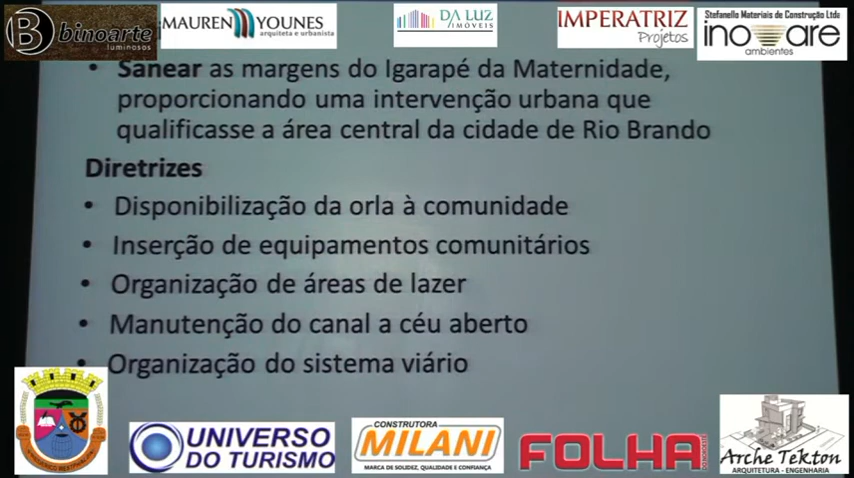 binoarte
luminosos
MAUREN YOUNES
arquiteta e urbanista
DA LUZ
IMÓVEIS
IMPERATRIZ
Projetos
Stefanello Materiais de Construção Ltda
inovare
ambientes
• Sanear as margens do Igarapé da Maternidade,
proporcionando uma intervenção urbana que
qualificasse a área central da cidade de Rio Brando
Diretrizes
• Disponibilização da orla à comunidade
• Inserção de equipamentos comunitários
• Organização de áreas de lazer
• Manutenção do canal a céu aberto
• Organização do sistema viário
UNIVERSO
DO TURISMO
CONSTRUTORA
MILANI
MARCA DE SOLIDEZ, QUALIDADE E CONFIANÇA
FOLHA
Arche Tekton
ARQUITETURA - ENGENHARIA